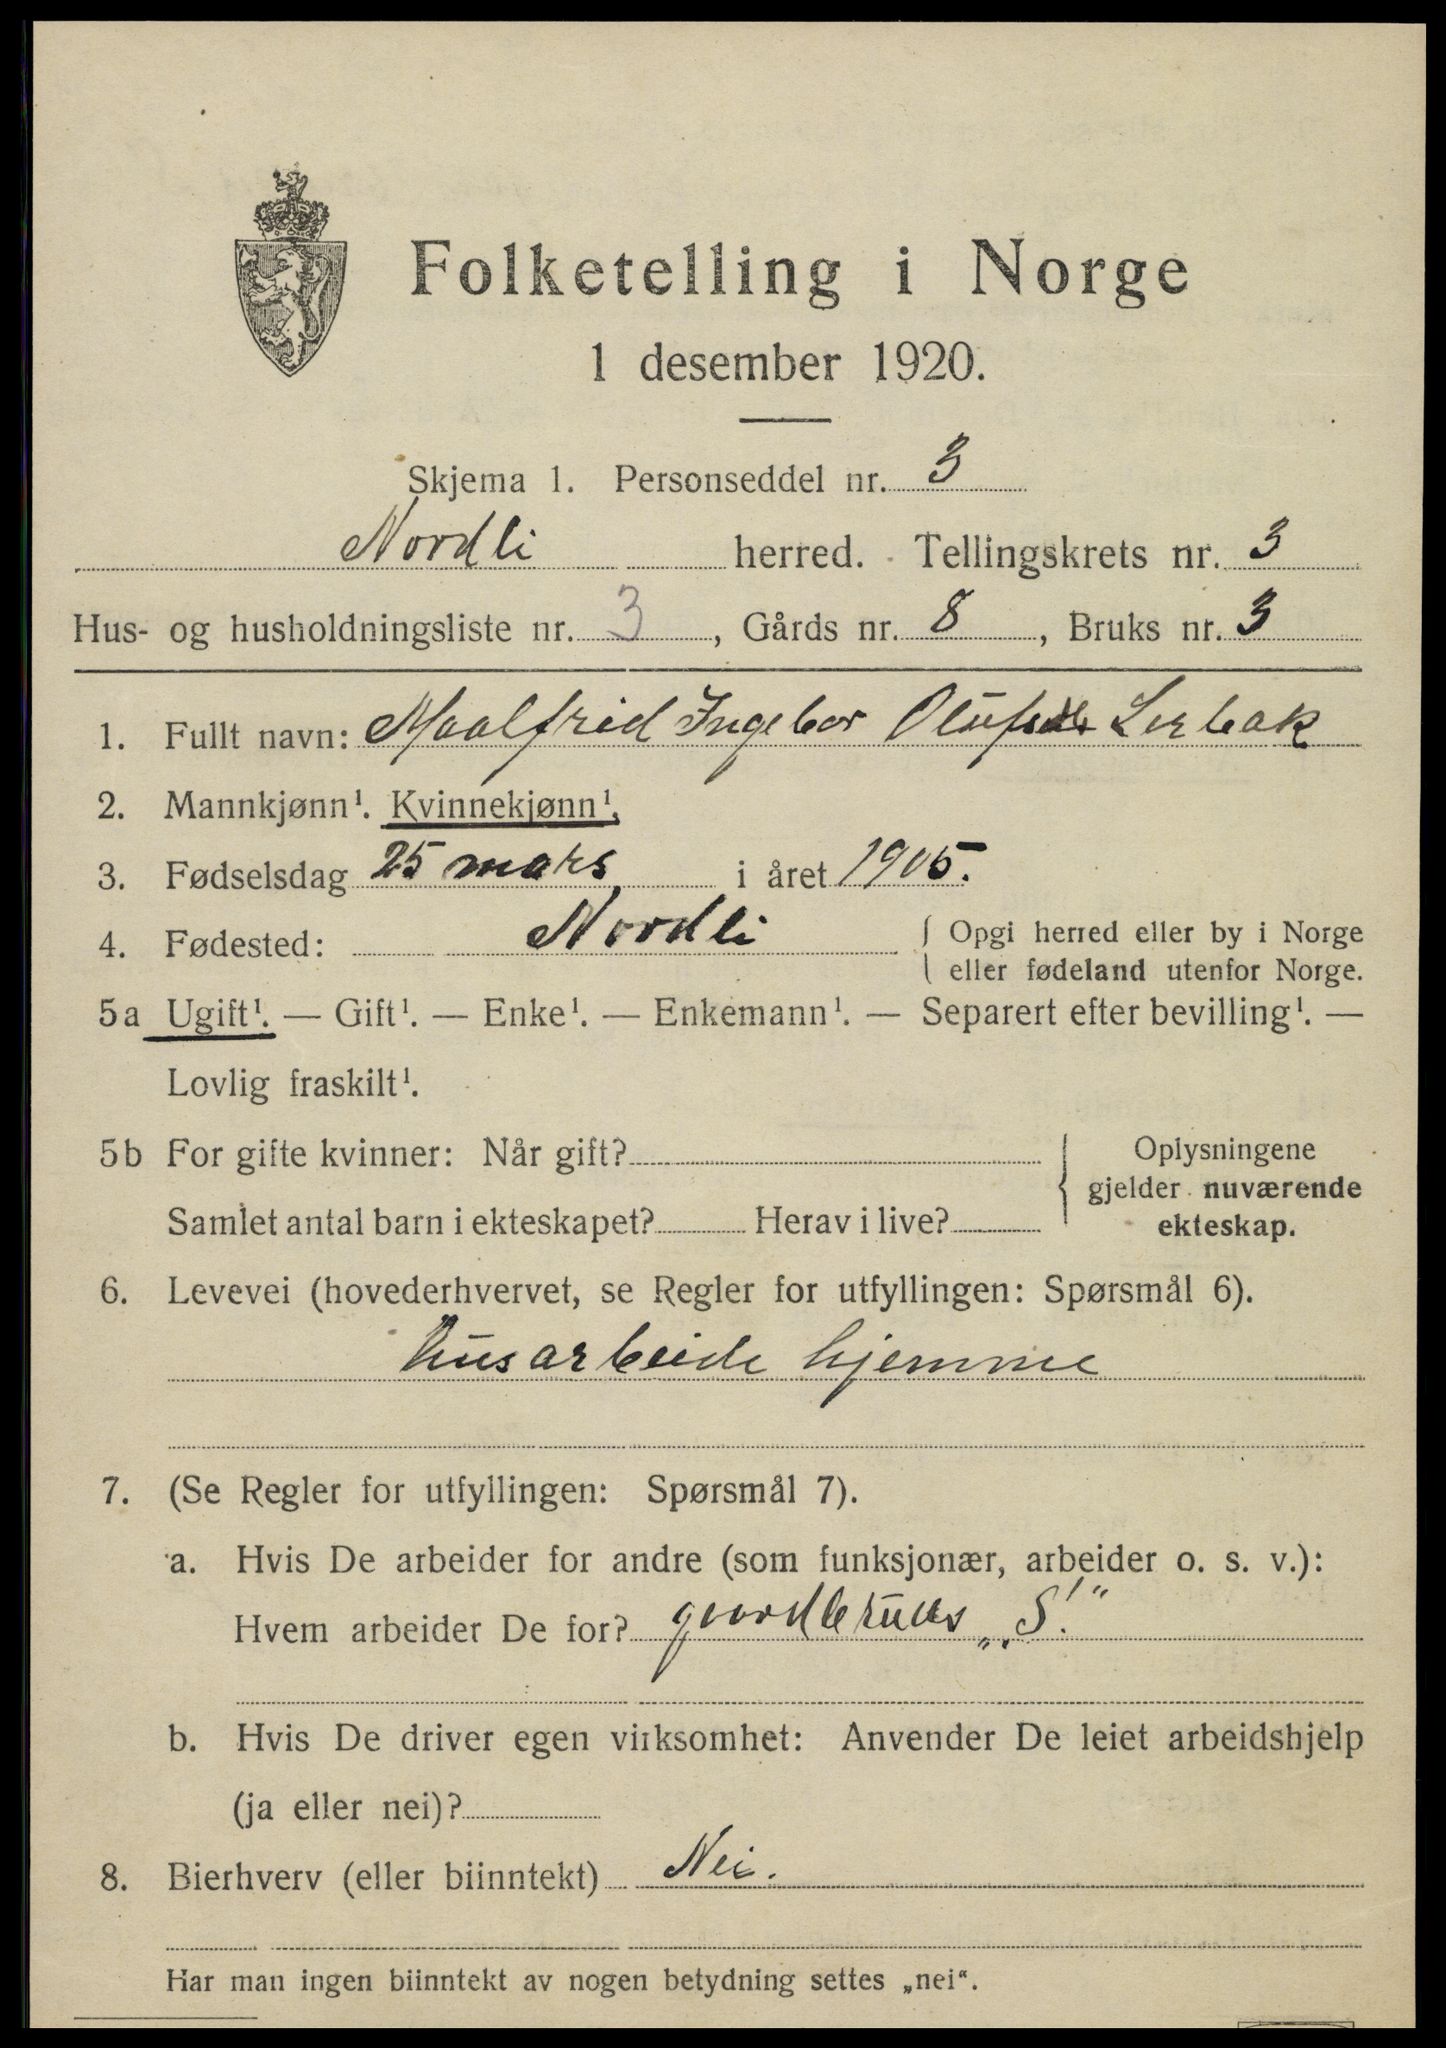 Folketelling i Norge
1 desember 1920.
Skjema 1. Personseddel nr. 3
Nordli herred. Tellingskrets nr. 3
Hus- og husholdningsliste nr. 3, Gårds nr. 8, Bruks nr. 3
1. Fullt navn: Maalfrid Ingebor Lerbak
2. Mannkjønn¹. Kvinnekjønn¹.
3. Fødselsdag 25 mars i året 1905.
4. Fødested: Nordli { Opgi herred eller by i Norge
eller fødeland utenfor Norge.
5a Ugift¹. — Gift¹. — Enke¹. — Enkemann¹. — Separert efter bevilling¹. —
Lovlig fraskilt¹.
5b For gifte kvinner: Når gift? { Oplysningene
gjelder nuværende
Samlet antal barn i ekteskapet? Herav i live? ekteskap.
6. Levevei (hovederhvervet, se Regler for utfyllingen: Spørsmål 6).
husarbeide hjemme
7. (Se Regler for utfyllingen: Spørsmål 7).
a. Hvis De arbeider for andre (som funksjonær, arbeider o. s. v.):
Hvem arbeider De for? „S!“
b. Hvis De driver egen virksomhet: Anvender De leiet arbeidshjelp
(ja eller nei)?
8. Bierhverv (eller biinntekt) Nei.
Har man ingen biinntekt av nogen betydning settes „nei“.